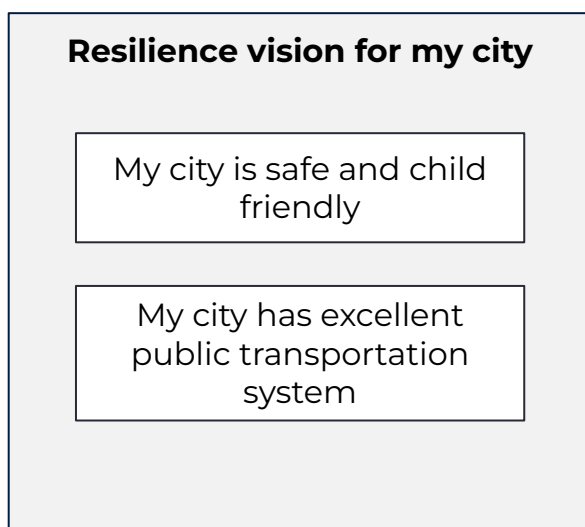 Resilience vision for my city
My city is safe and child
friendly
My city has excellent
public transportation
system